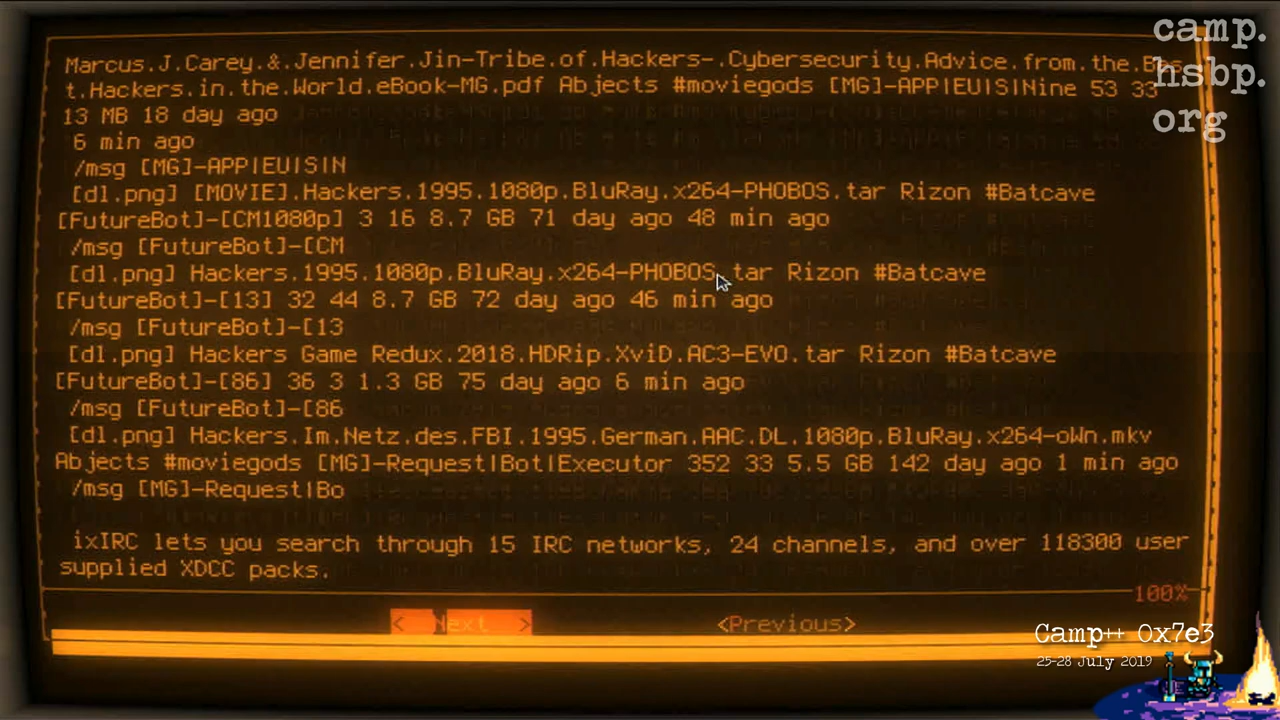 camp.
hsbp.
org
Marcus.J.Carey.&.Jennifer.Jin-Tribe.of.Hackers-.Cybersecurity.Advice.from.the.Bes
t.Hackers.in.the.World.eBook-MG.pdf Abjects #moviegods [MG]-APP|EU|S|Nine 53 33
13 MB 18 day ago
6 min ago
/msg [MG]-APP|EU|S|N
[dl.png] [MOVIE].Hackers.1995.1080p.BluRay.x264-PHOBOS.tar Rizon #Batcave
[FutureBot]-[CM1080p] 3 16 8.7 GB 71 day ago 48 min ago
/msg [FutureBot]-[CM
[dl.png] Hackers.1995.1080p.BluRay.x264-PHOBOS.tar Rizon #Batcave
[FutureBot]-[13] 32 44 8.7 GB 72 day ago 46 min ago
/msg [FutureBot]-[13
[dl.png] Hackers Game Redux.2018.HDRip.XviD.AC3-EVO.tar Rizon #Batcave
[FutureBot]-[86] 36 3 1.3 GB 75 day ago 6 min ago
/msg [FutureBot]-[86
[dl.png] Hackers.Im.Netz.des.FBI.1995.German.AAC.DL.1080p.BluRay.x264-oWn.mkv
Abjects #moviegods [MG]-Request|Bot|Executor 352 33 5.5 GB 142 day ago 1 min ago
/msg [MG]-Request|Bo
ixIRC lets you search through 15 IRC networks, 24 channels, and over 118300 user
supplied XDCC packs.
100%
< Next > <Previous>
Camp++ 0x7e3
25-28 July 2019